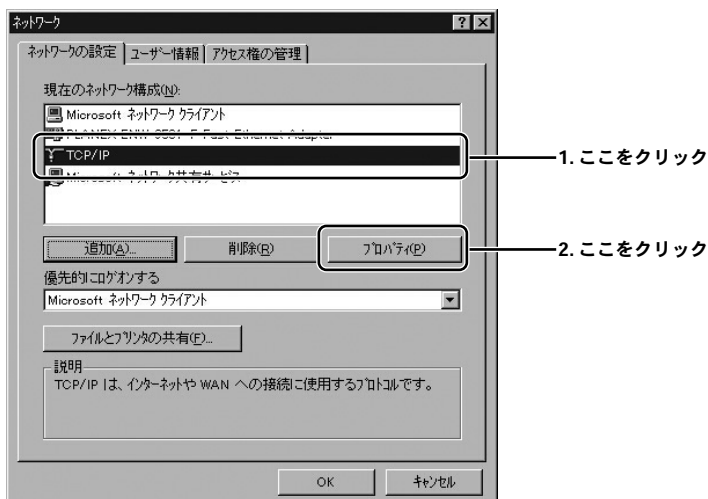 ネットワーク
ネットワークの設定 ユーザー情報 アクセス権の管理
現在のネットワーク構成(N):
Microsoft ネットワーク クライアント
TCP/IP
1. ここをクリック
追加(A)... 削除(R) プロパティ(P)
2. ここをクリック
優先的にログオンする
Microsoft ネットワーク クライアント
ファイルとプリンタの共有(F)...
説明
TCP/IP は、インターネットや WAN への接続に使用するプロトコルです。
OK キャンセル